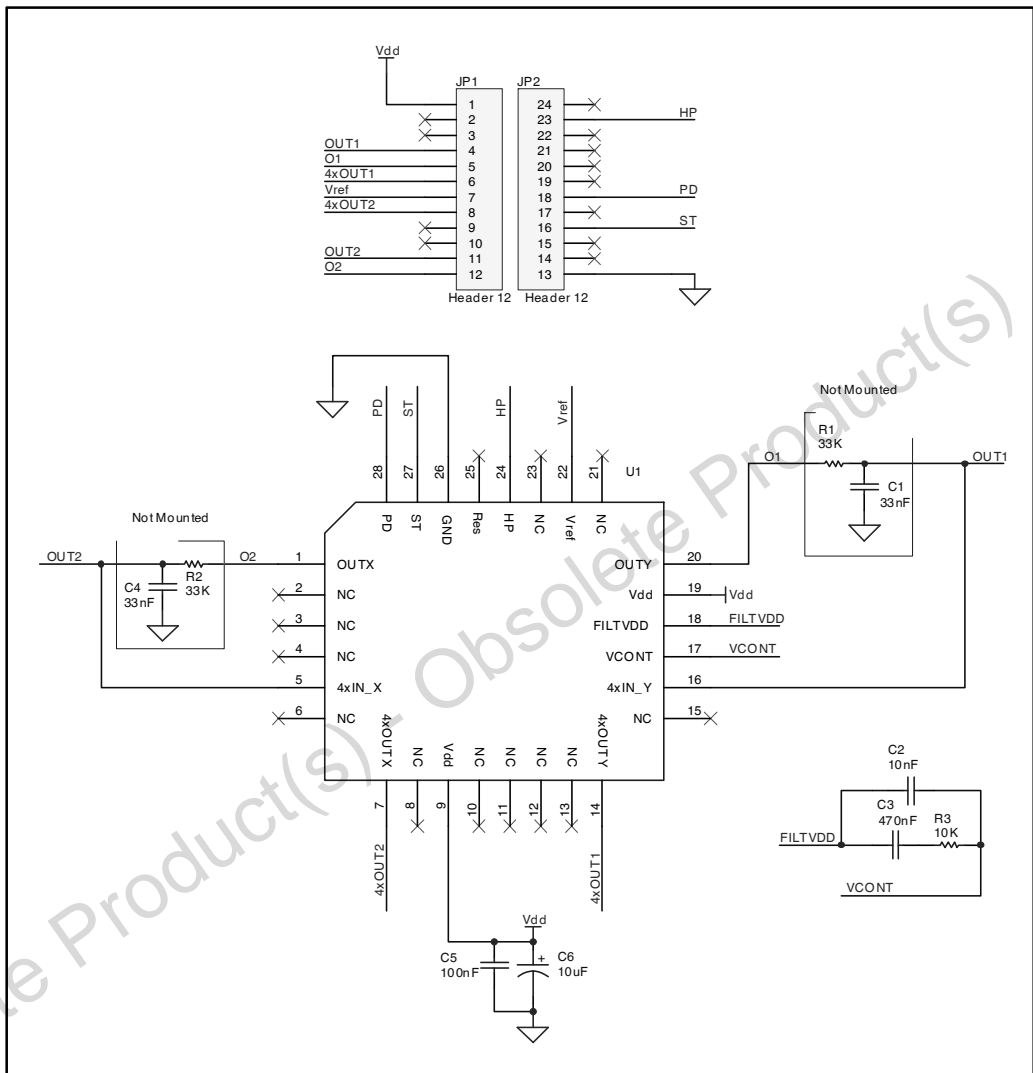 Vdd
JP1
JP2
1
2
3
4
5
6
7
8
9
10
11
12
24
23
22
21
20
19
18
17
16
15
14
13
OUT1
O1
4xOUT1
Vref
4xOUT2
OUT2
O2
HP
PD
ST
Header 12
Header 12
PD
ST
HP
Vref
28
27
26
25
24
23
22
21
U1
PD
ST
GND
Res
HP
NC
Vref
NC
Not Mounted
R1
33K
O1
OUT1
C1
33nF
Not Mounted
OUT2
O2
R2
33K
C4
33nF
1 OUTX
2 NC
3 NC
4 NC
5 4xIN_X
6 NC
OUTY 20
Vdd 19 Vdd
FILTVDD 18 FILTVDD
VCONT 17 VCONT
4xIN_Y 16
NC 15
4xOUTX
NC
Vdd
NC
NC
NC
NC
4xOUTY
7
8
9
10
11
12
13
14
4xOUT2
4xOUT1
Vdd
C5
100nF
+
C6
10uF
C2
10nF
C3
470nF
R3
10K
FILTVDD
VCONT
te Product(s) - Obsolete Product(s)